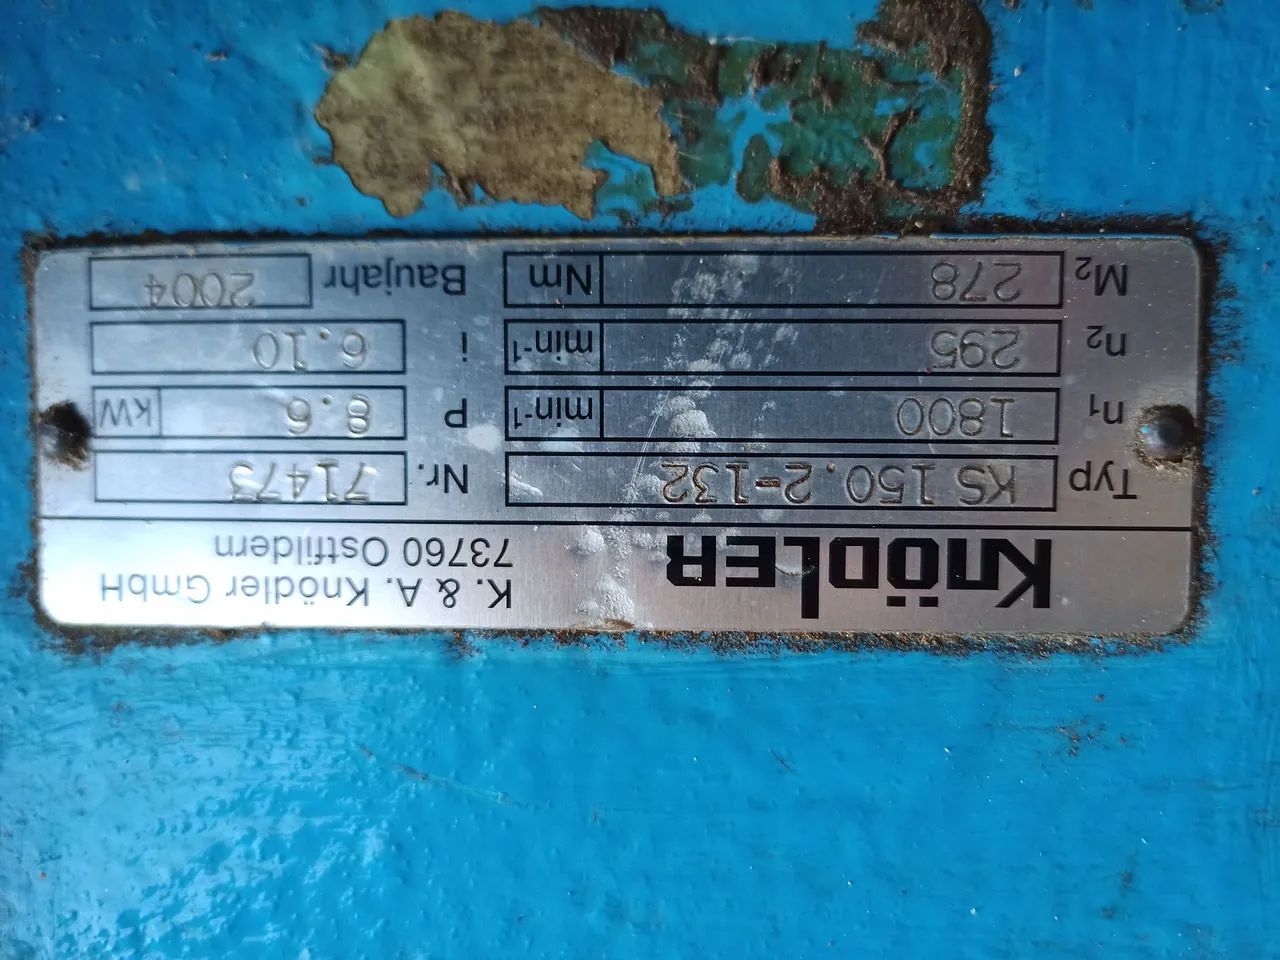 KNÖDLER
K. & A. Knödler GmbH
73760 Ostfildern
Typ KS 150.2-132 Nr. 71473
n1 1800 min-1 P 8.6 kW
n2 295 min-1 i 6.10
M2 278 Nm Baujahr 2004